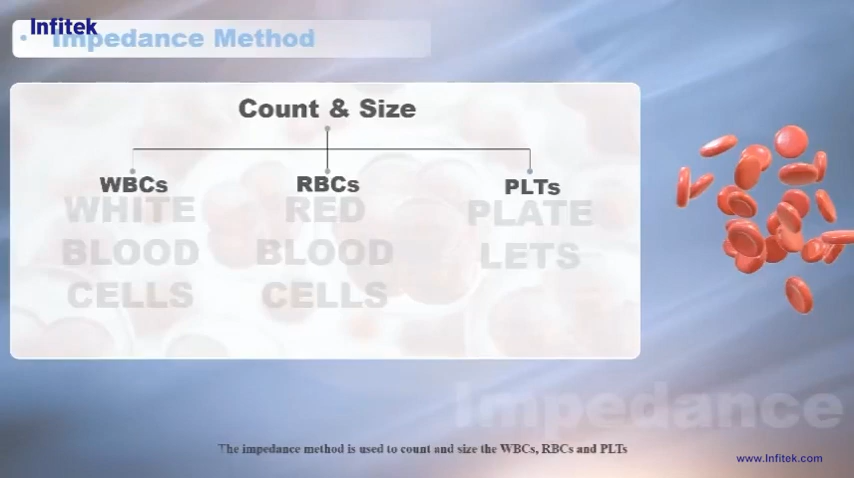 Infitek
• Impedance Method
Count & Size
WBCs
WHITE
BLOOD
CELLS
RBCs
RED
BLOOD
CELLS
PLTs
PLATE
LETS
Impedance
The impedance method is used to count and size the WBCs, RBCs and PLTs
www.Infitek.com